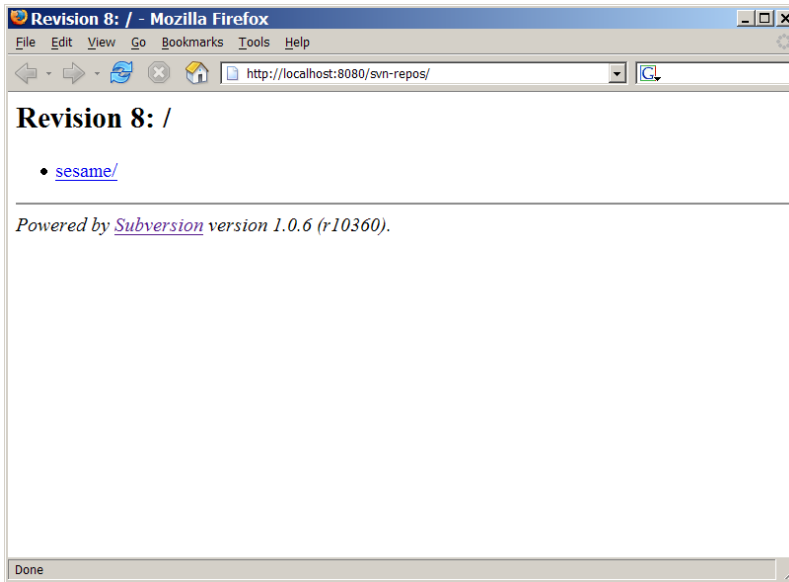 Revision 8: / - Mozilla Firefox
File Edit View Go Bookmarks Tools Help
http://localhost:8080/svn-repos/
G
Revision 8: /
sesame/
Powered by Subversion version 1.0.6 (r10360).
Done